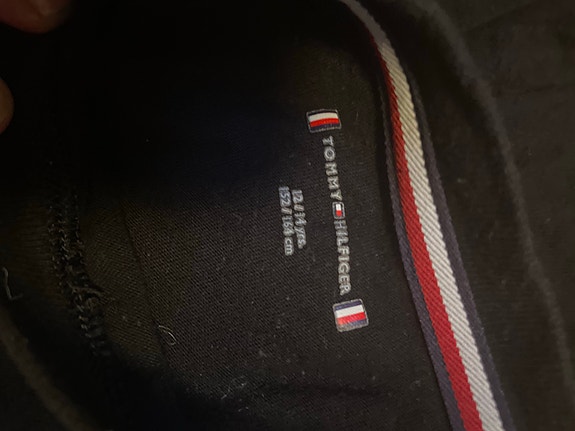 TOMMY HILFIGER
12/14 yrs.
152/164 cm